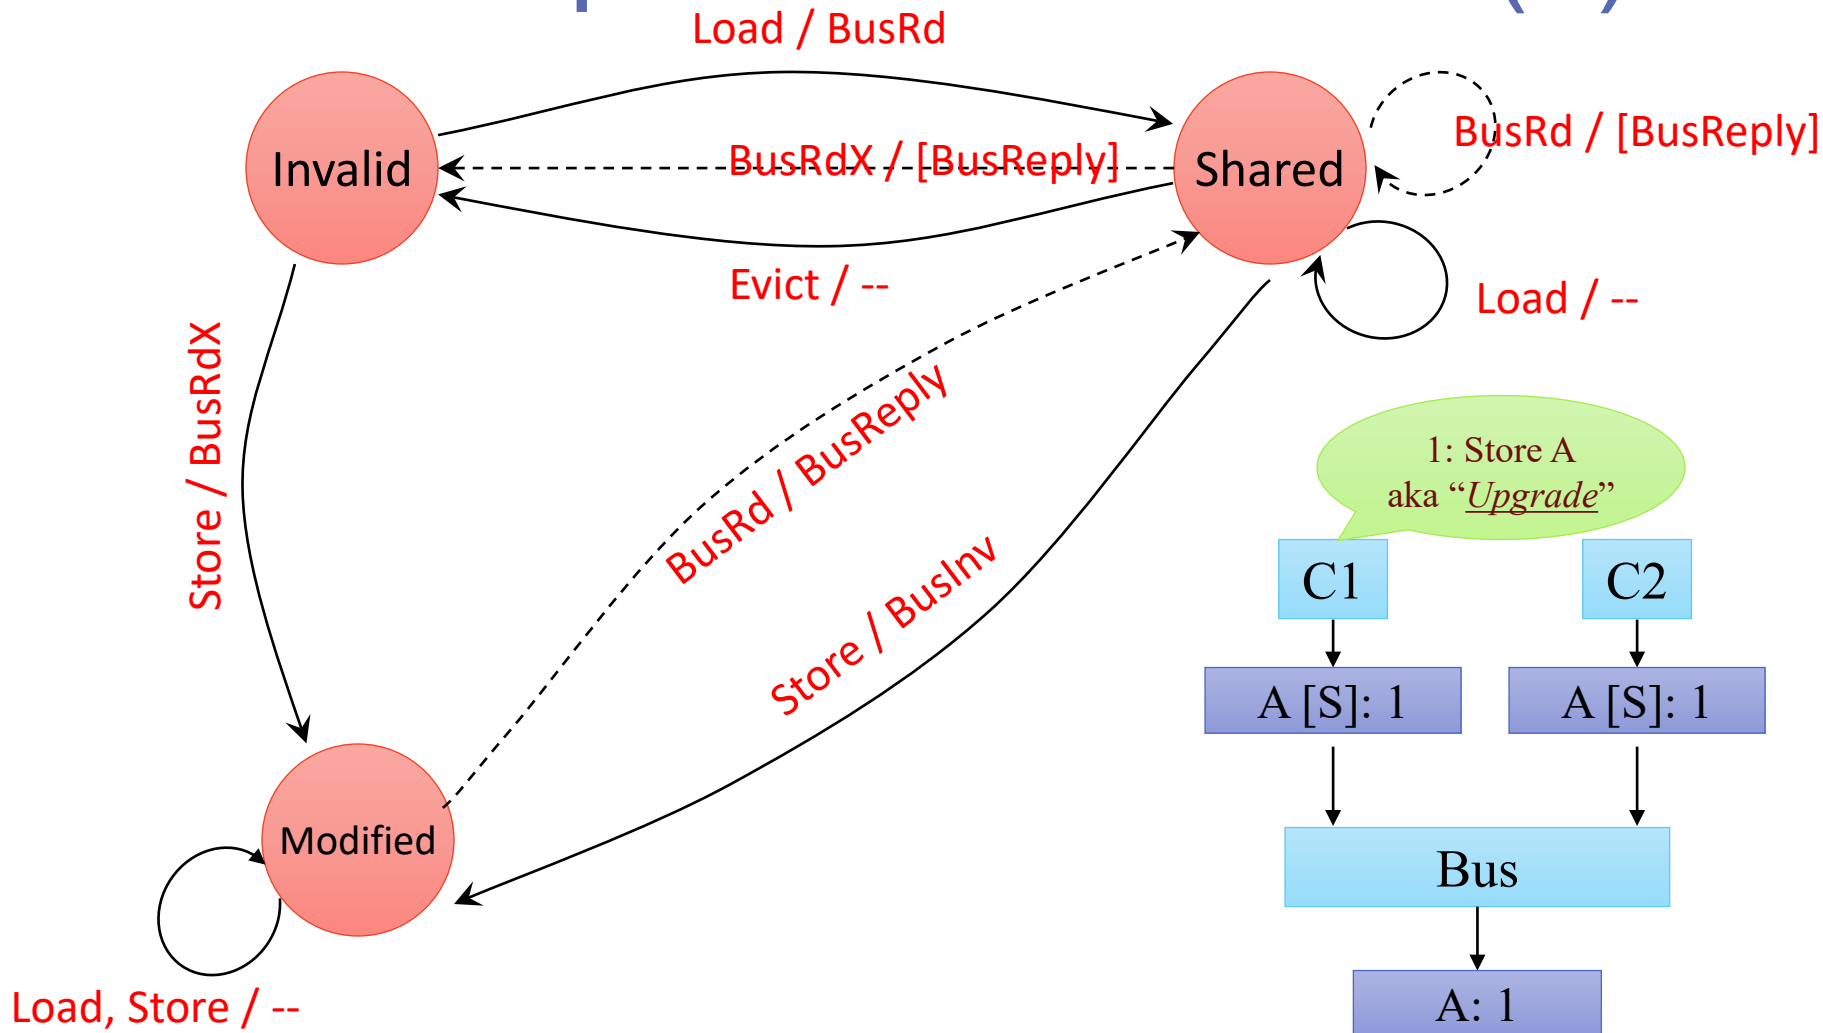 Load / BusRd
Invalid
Shared
BusRd / [BusReply]
BusRdX / [BusReply]
Evict / --
Load / --
Store / BusRdX
BusRd / BusReply
Store / BusInv
1: Store A
aka “Upgrade”
C1
C2
A [S]: 1
A [S]: 1
Modified
Bus
Load, Store / --
A: 1